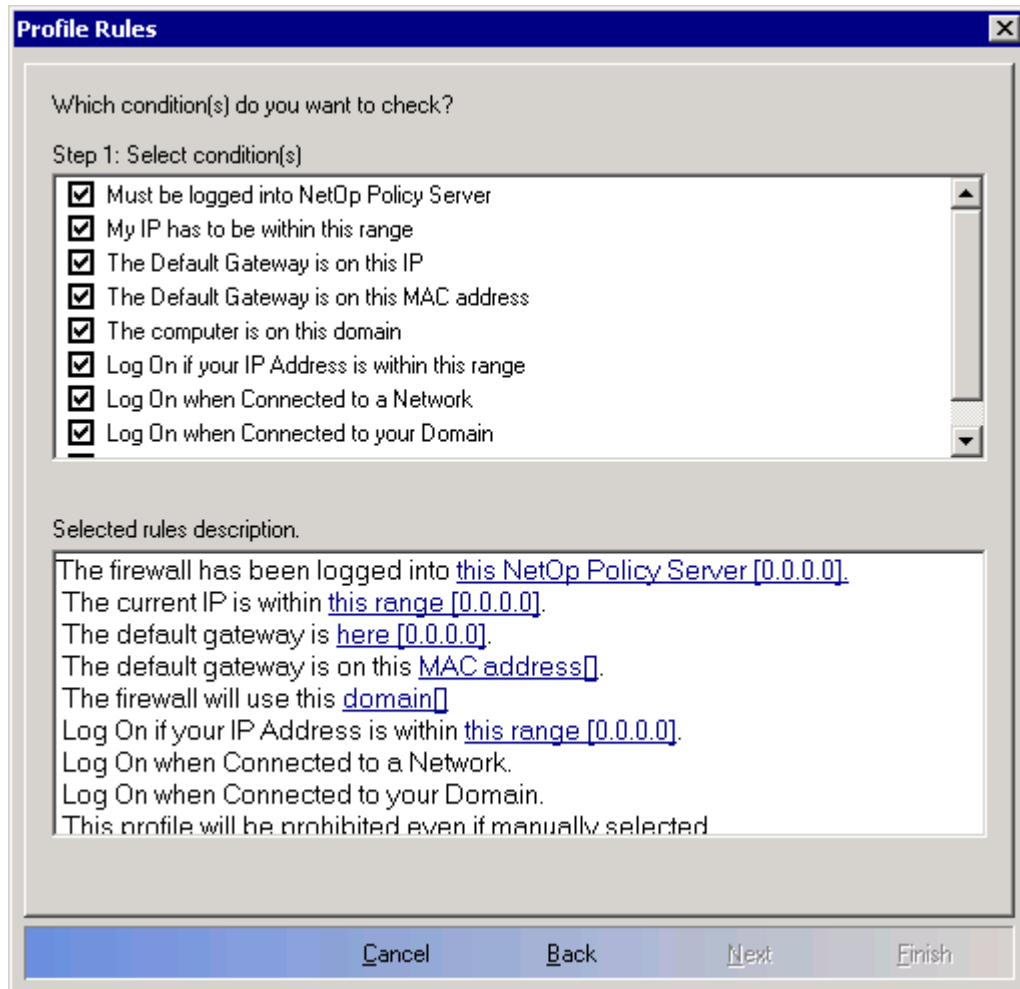 Profile Rules
Which condition(s) do you want to check?
Step 1: Select condition(s)
Must be logged into NetOp Policy Server
My IP has to be within this range
The Default Gateway is on this IP
The Default Gateway is on this MAC address
The computer is on this domain
Log On if your IP Address is within this range
Log On when Connected to a Network
Log On when Connected to your Domain
Selected rules description.
The firewall has been logged into this NetOp Policy Server [0.0.0.0].
The current IP is within this range [0.0.0.0].
The default gateway is here [0.0.0.0].
The default gateway is on this MAC address[].
The firewall will use this domain[]
Log On if your IP Address is within this range [0.0.0.0].
Log On when Connected to a Network.
Log On when Connected to your Domain.
This profile will be prohibited even if manually selected
Cancel Back Next Finish